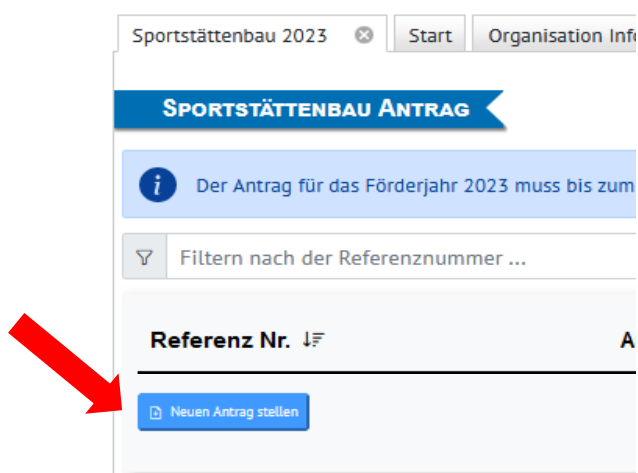 Sportstättenbau 2023 Start Organisation Info
SPORTSTÄTTENBAU ANTRAG
Der Antrag für das Förderjahr 2023 muss bis zum
Filtern nach der Referenznummer ...
Referenz Nr. A
Neuen Antrag stellen